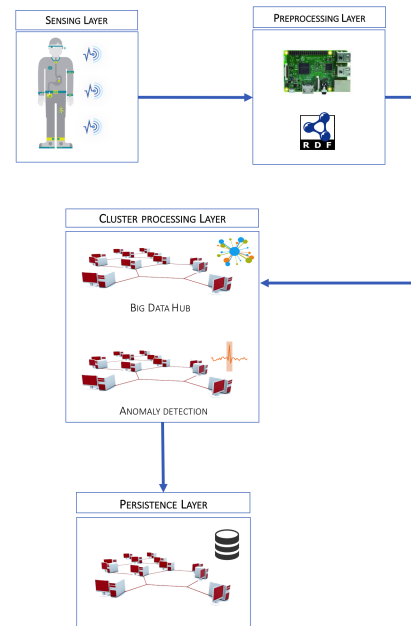 SENSING LAYER
PREPROCESSING LAYER
RDF
CLUSTER PROCESSING LAYER
BIG DATA HUB
ANOMALY DETECTION
PERSISTENCE LAYER